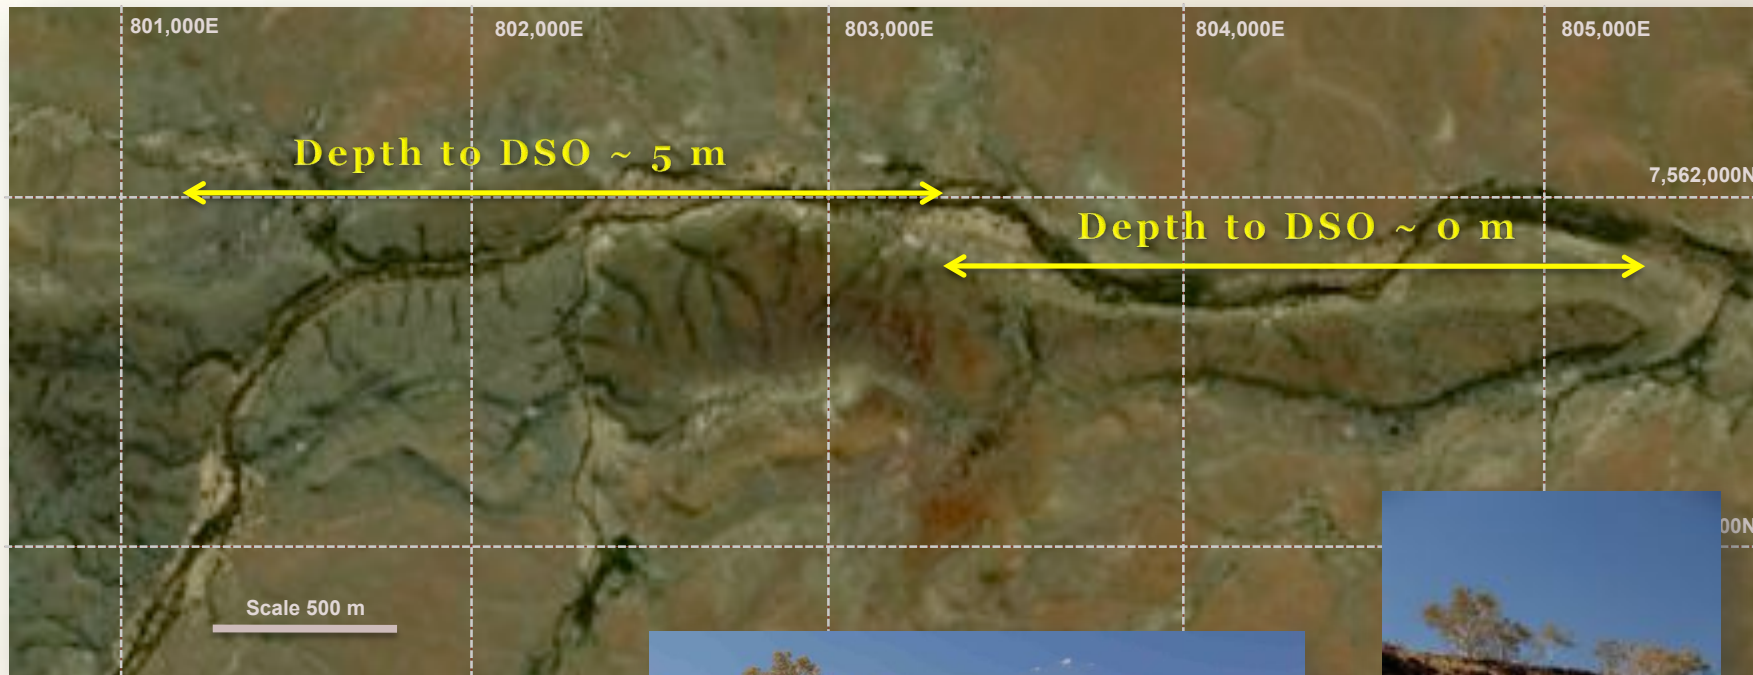 801,000E
802,000E
803,000E
804,000E
805,000E
Depth to DSO ~ 5 m
7,562,000N
Depth to DSO ~ 0 m
00N
Scale 500 m